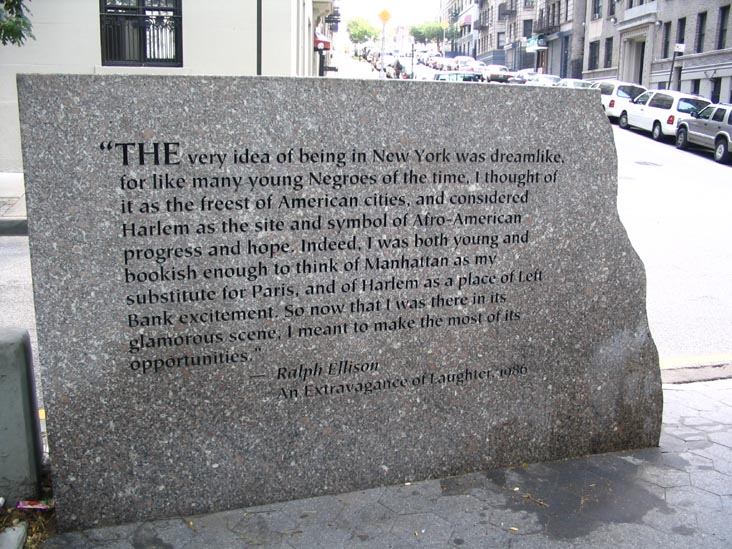 “THE very idea of being in New York was dreamlike,
for like many young Negroes of the time, I thought of
it as the freest of American cities, and considered
Harlem as the site and symbol of Afro-American
progress and hope. Indeed, I was both young and
bookish enough to think of Manhattan as my
substitute for Paris, and of Harlem as a place of Left
Bank excitement. So now that I was there in its
glamorous scene, I meant to make the most of its
opportunities.“
— Ralph Ellison
An Extravagance of Laughter, 1986